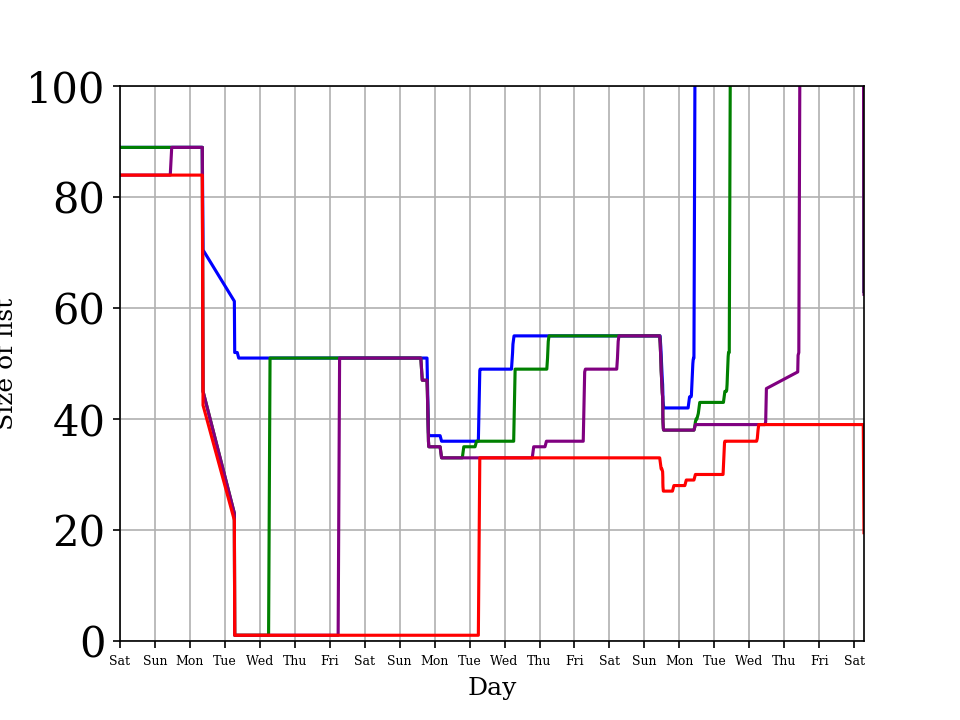 100
80
60
40
20
0
Size of list
Sat Sun Mon Tue Wed Thu Fri Sat Sun Mon Tue Wed Thu Fri Sat Sun Mon Tue Wed Thu Fri Sat
Day